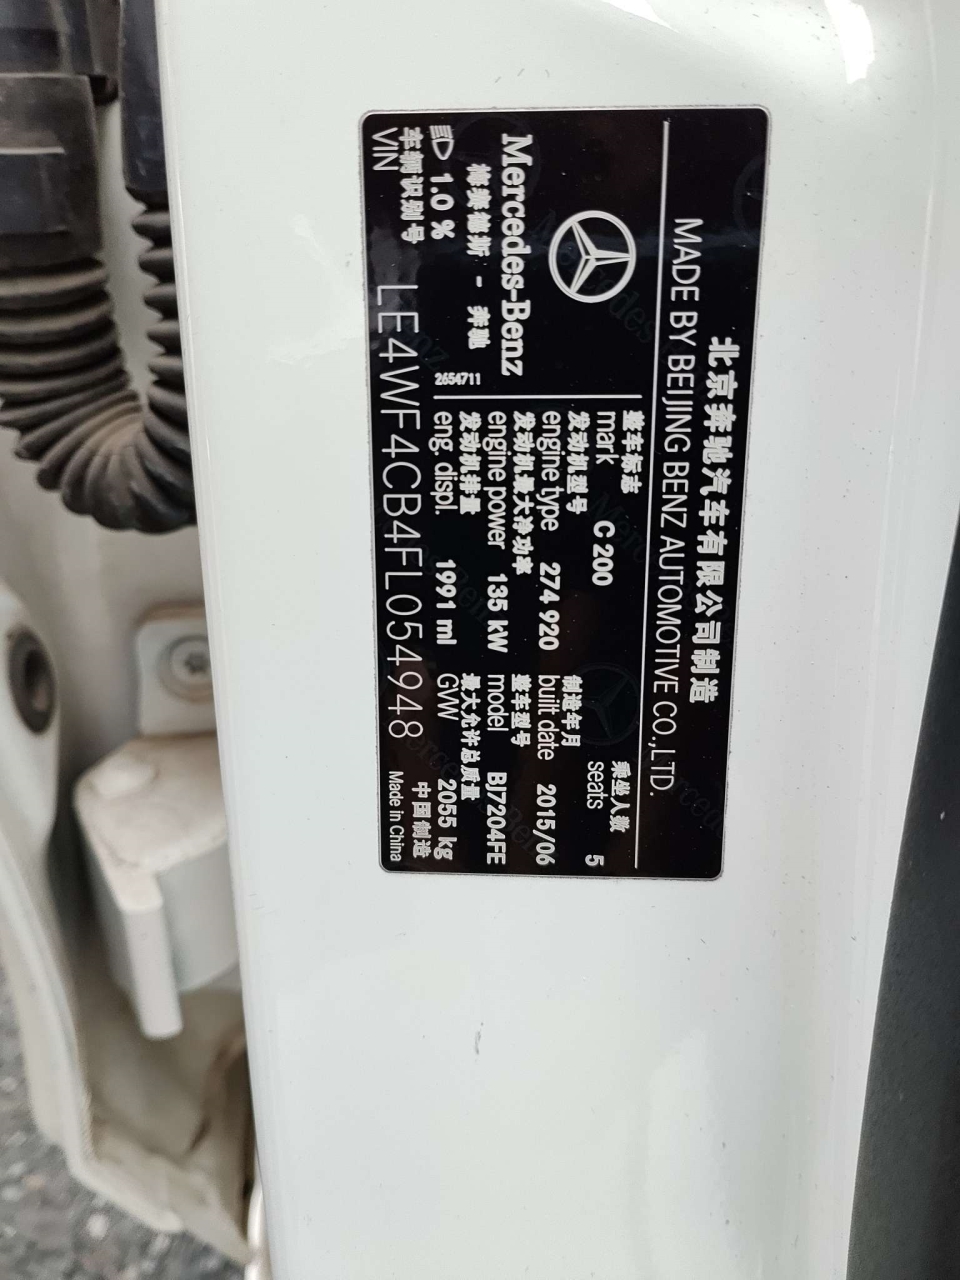 北京奔驰汽车有限公司制造
MADE BY BEIJING BENZ AUTOMOTIVE CO.,LTD.
Mercedes-Benz
梅赛德斯 - 奔驰
1.0 %
2654711
整车标志
mark C 200
乘坐人数
seats 5
发动机型号
engine type 274 920
制造年月
built date 2015/06
发动机最大净功率
engine power 135 kW
整车型号
model BJ7204FE
发动机排量
eng. displ. 1991 ml
最大允许总质量
GVW 2055 kg
车辆识别号
VIN LE4WF4CB4FL054948
中国制造
Made in China